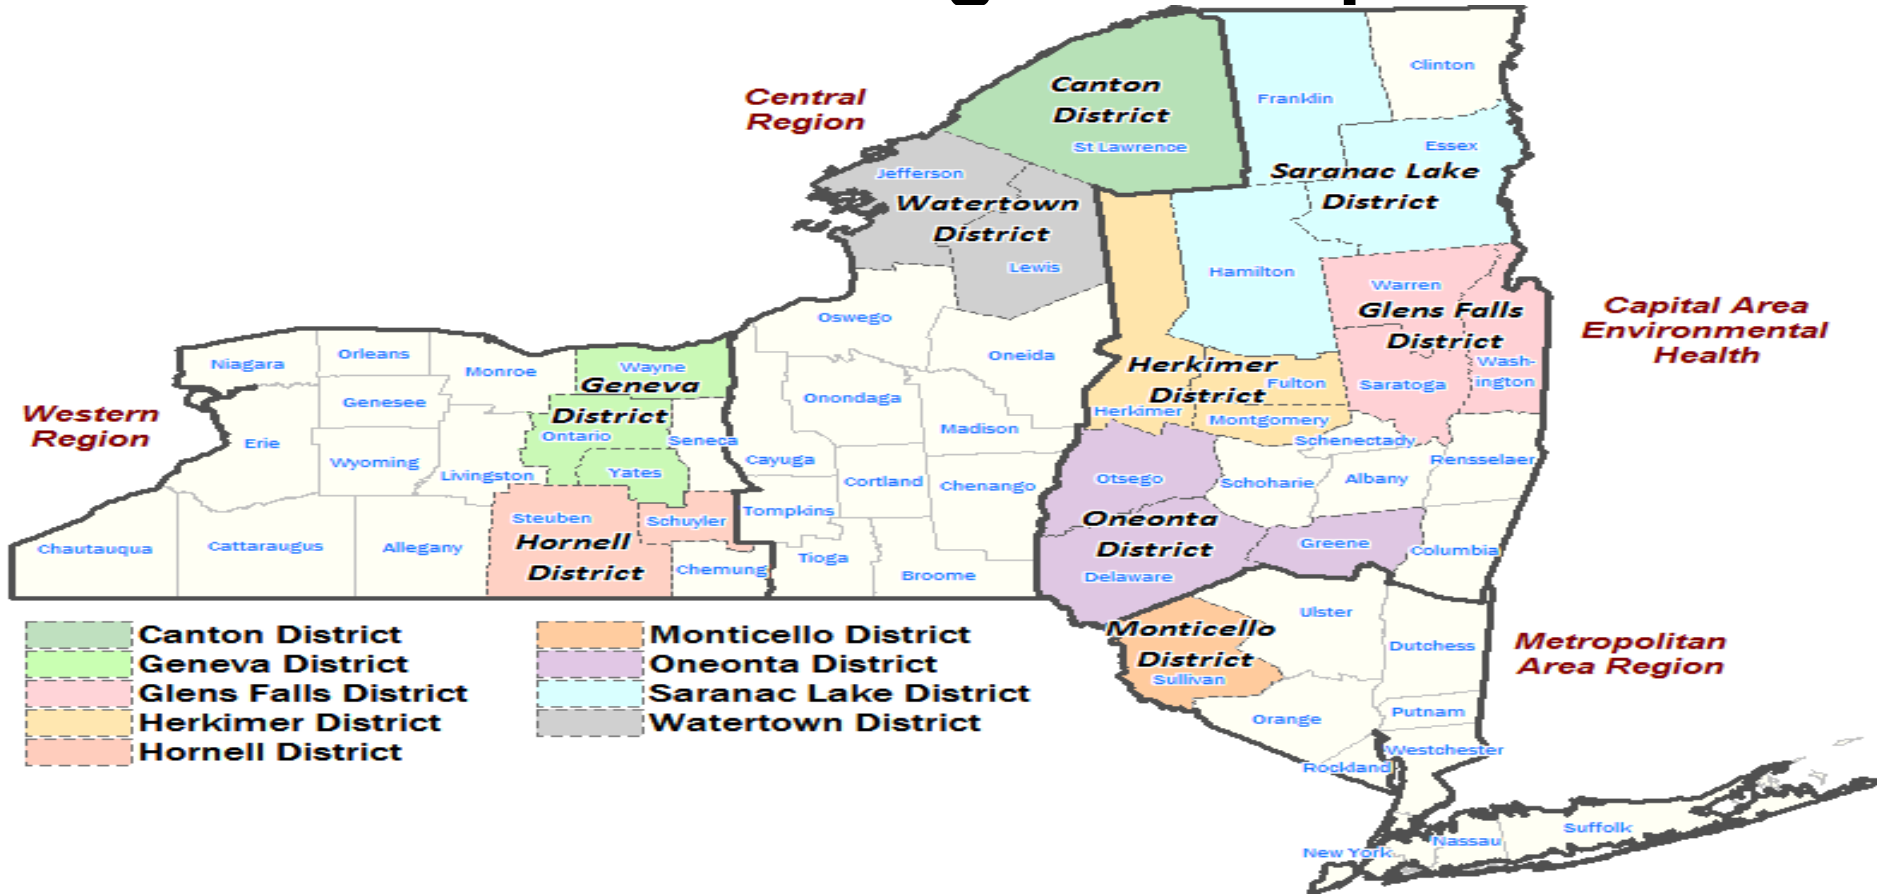 Central
Region
Canton
District
St Lawrence
Franklin
Clinton
Essex
Saranac Lake
District
Jefferson
Watertown
District
Lewis
Hamilton
Warren
Glens Falls
District
Wash-
ington
Saratoga
Capital Area
Environmental
Health
Herkimer
District
Fulton
Herkimer
Montgomery
Oswego
Oneida
Onondaga
Madison
Cayuga
Cortland
Chenango
Tompkins
Tioga
Broome
Western
Region
Niagara
Orleans
Monroe
Wayne
Geneva
District
Genesee
Ontario
Seneca
Erie
Wyoming
Livingston
Yates
Chautauqua
Cattaraugus
Allegany
Steuben
Schuyler
Hornell
District
Chemung
Schenectady
Rensselaer
Otsego
Schoharie
Albany
Oneonta
District
Greene
Columbia
Delaware
Ulster
Monticello
District
Sullivan
Dutchess
Metropolitan
Area Region
Orange
Putnam
Westchester
Rockland
Suffolk
Nassau
New York
Canton District
Geneva District
Glens Falls District
Herkimer District
Hornell District
Monticello District
Oneonta District
Saranac Lake District
Watertown District